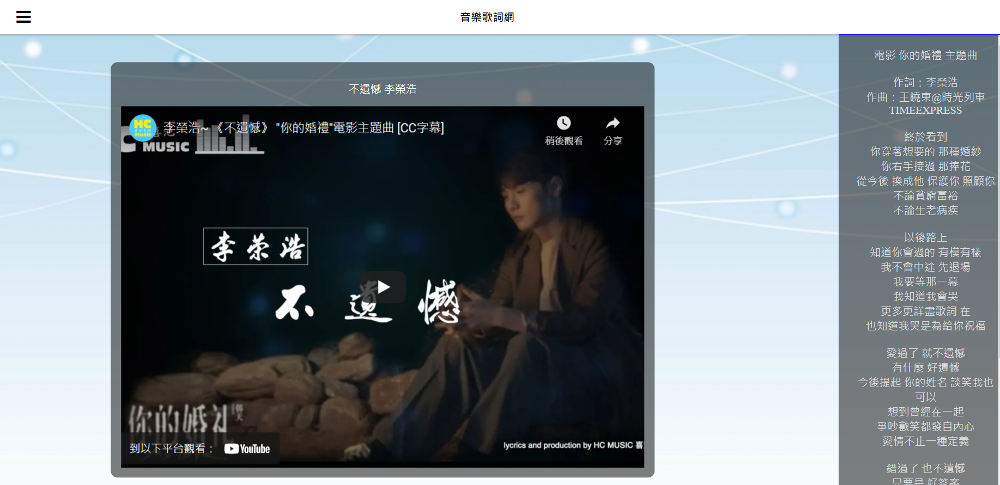 音樂歌詞網
不遺憾 李榮浩
HC
music
李榮浩~ 《不遺憾》 "你的婚禮"電影主題曲 [CC字幕]
稍後觀看
分享
MUSIC
李荣浩
不遺憾
你的婚礼
到以下平台觀看：
YouTube
lycrics and production by HC MUSIC 喜
電影 你的婚禮 主題曲
作詞：李榮浩
作曲：王曉東@時光列車
TIMEEXPRESS
終於看到
你穿著想要的 那種婚紗
你右手接過 那捧花
從今後 換成他 保護你 照顧你
不論貧窮富裕
不論生老病疾
以後路上
知道你會過的 有模有樣
我不會中途 先退場
我要等那一幕
我知道我會哭
更多更詳盡歌詞 在
也知道我哭是為給你祝福
愛過了 就不遺憾
有什麼 好遺憾
今後提起 你的姓名 談笑我也
可以
想到曾經在一起
爭吵歡笑都發自內心
愛情不止一種定義
錯過了 也不遺憾
只要是 好答案